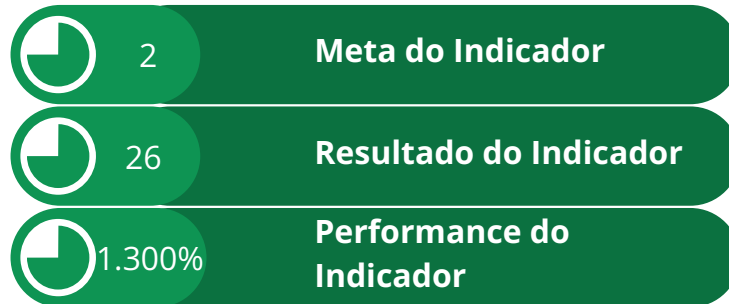 2
Meta do Indicador
26
Resultado do Indicador
1.300%
Performance do
Indicador